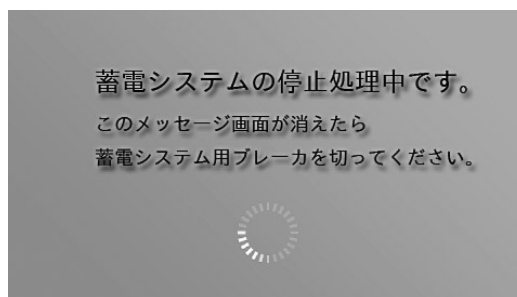 蓄電システムの停止処理中です。
このメッセージ画面が消えたら
蓄電システム用ブレーカを切ってください。